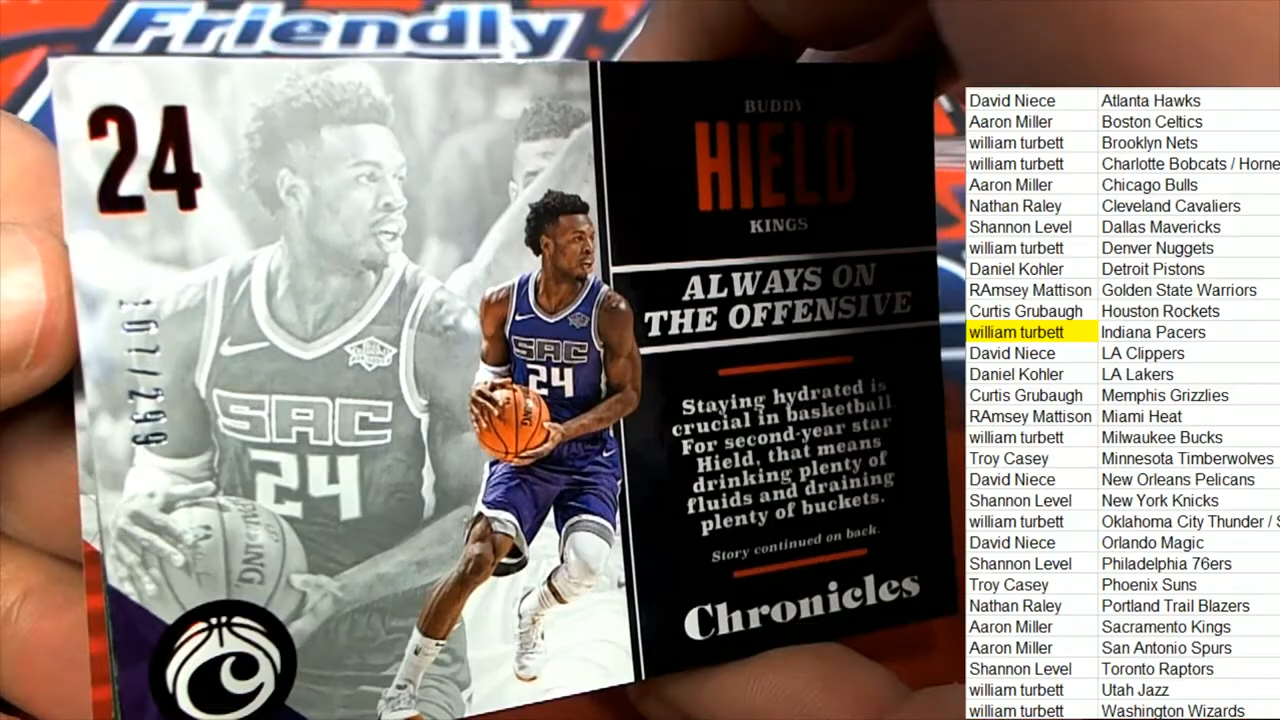 Friendly
24
107/299
SAC
24
SPALDING
SAC
24
BUDDY
HIELD
KINGS
ALWAYS ON
THE OFFENSIVE
Staying hydrated is
crucial in basketball.
For second-year star
Hield, that means
drinking plenty of
fluids and draining
plenty of buckets.
Story continued on back.
Chronicles
David Niece Atlanta Hawks
Aaron Miller Boston Celtics
william turbett Brooklyn Nets
william turbett Charlotte Bobcats / Horne
Aaron Miller Chicago Bulls
Nathan Raley Cleveland Cavaliers
Shannon Level Dallas Mavericks
william turbett Denver Nuggets
Daniel Kohler Detroit Pistons
RAmsey Mattison Golden State Warriors
Curtis Grubaugh Houston Rockets
william turbett Indiana Pacers
David Niece LA Clippers
Daniel Kohler LA Lakers
Curtis Grubaugh Memphis Grizzlies
RAmsey Mattison Miami Heat
william turbett Milwaukee Bucks
Troy Casey Minnesota Timberwolves
David Niece New Orleans Pelicans
Shannon Level New York Knicks
william turbett Oklahoma City Thunder /
David Niece Orlando Magic
Shannon Level Philadelphia 76ers
Troy Casey Phoenix Suns
Nathan Raley Portland Trail Blazers
Aaron Miller Sacramento Kings
Aaron Miller San Antonio Spurs
Shannon Level Toronto Raptors
william turbett Utah Jazz
william turbett Washington Wizards